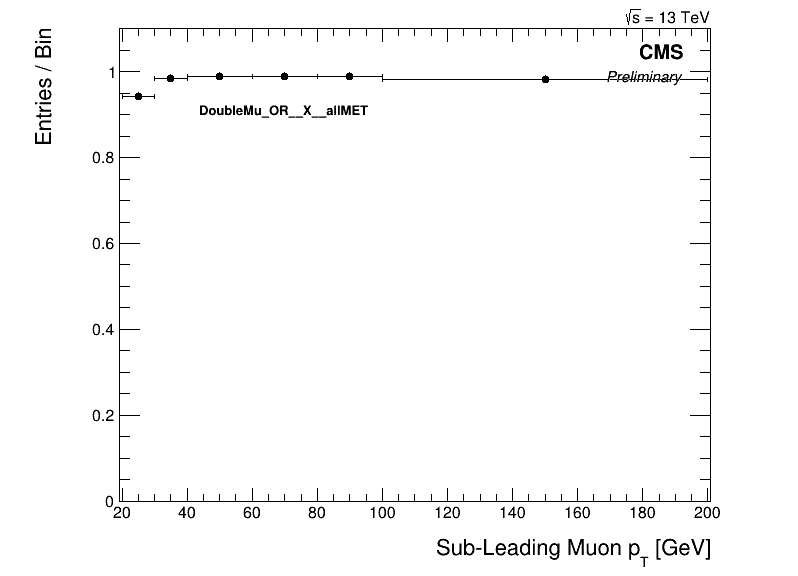 √s = 13 TeV
Entries / Bin
CMS
Preliminary
DoubleMu_OR__X__allMET
1
0.8
0.6
0.4
0.2
0
20 40 60 80 100 120 140 160 180 200
Sub-Leading Muon p_T [GeV]